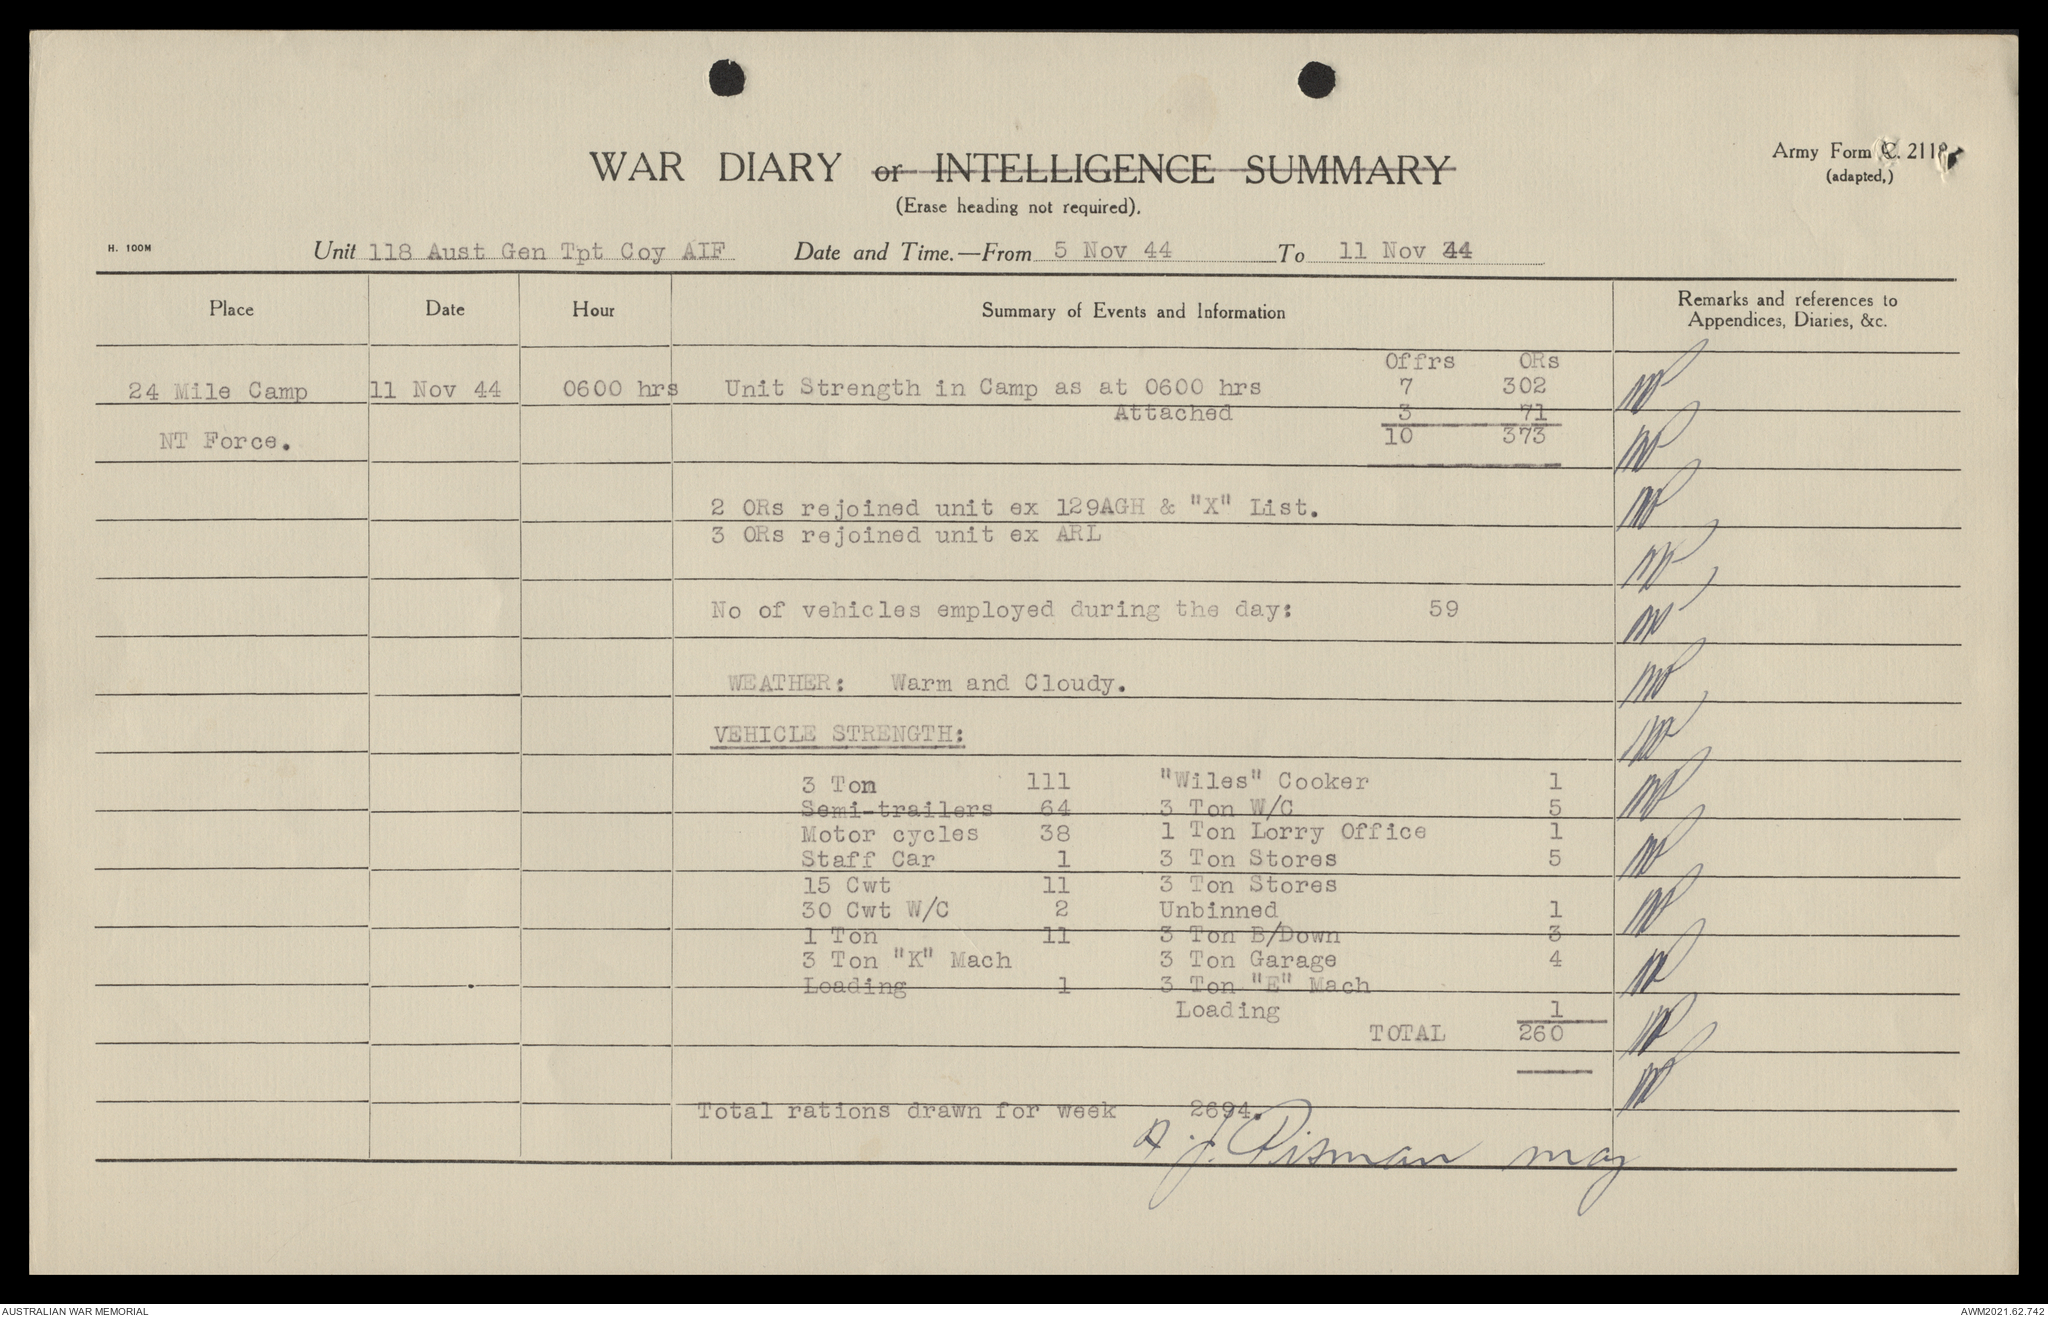 WAR DIARY or INTELLIGENCE SUMMARY
(Erase heading not required).
Army Form C. 2118.
(adapted,)
H. 100M
Unit 118 Aust Gen Tpt Coy AIF Date and Time.—From 5 Nov 44 To 11 Nov 44
Place Date Hour Summary of Events and Information Remarks and references to
Appendices, Diaries, &c.
Offrs ORs
24 Mile Camp 11 Nov 44 0600 hrs Unit Strength in Camp as at 0600 hrs 7 302
Attached 3 71
NT Force. 10 373
2 ORs rejoined unit ex 129AGH & "X" List.
3 ORs rejoined unit ex ARL
No of vehicles employed during the day: 59
WEATHER: Warm and Cloudy.
VEHICLE STRENGTH:
3 Ton 111 "Wiles" Cooker 1
Semi-trailers 64 3 Ton W/C 5
Motor cycles 38 1 Ton Lorry Office 1
Staff Car 1 3 Ton Stores 5
15 Cwt 11 3 Ton Stores
30 Cwt W/C 2 Unbinned 1
1 Ton 11 3 Ton B/Down 3
3 Ton "K" Mach 3 Ton Garage 4
Loading 1 3 Ton "E" Mach
Loading 1
TOTAL 260
Total rations drawn for week 2694.
A.J. Pisman Maj
AUSTRALIAN WAR MEMORIAL
AWM2021.62.742